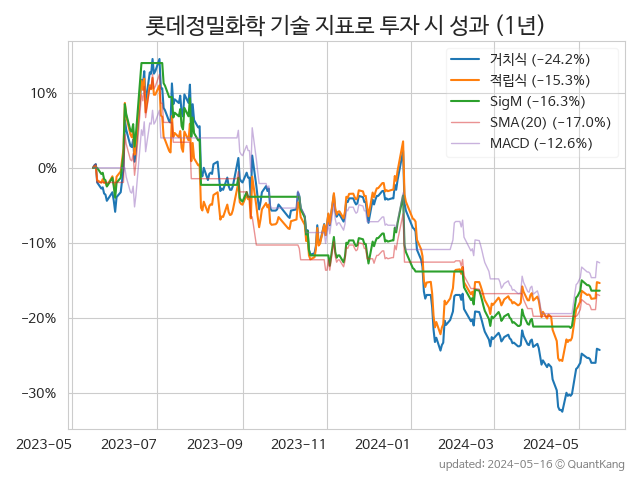 롯데정밀화학 기술 지표로 투자 시 성과 (1년)
거치식 (−24.2%)
적립식 (−15.3%)
SigM (−16.3%)
SMA(20) (−17.0%)
MACD (−12.6%)
10%
0%
−10%
−20%
−30%
2023-05 2023-07 2023-09 2023-11 2024-01 2024-03 2024-05
updated: 2024-05-16 © QuantKang